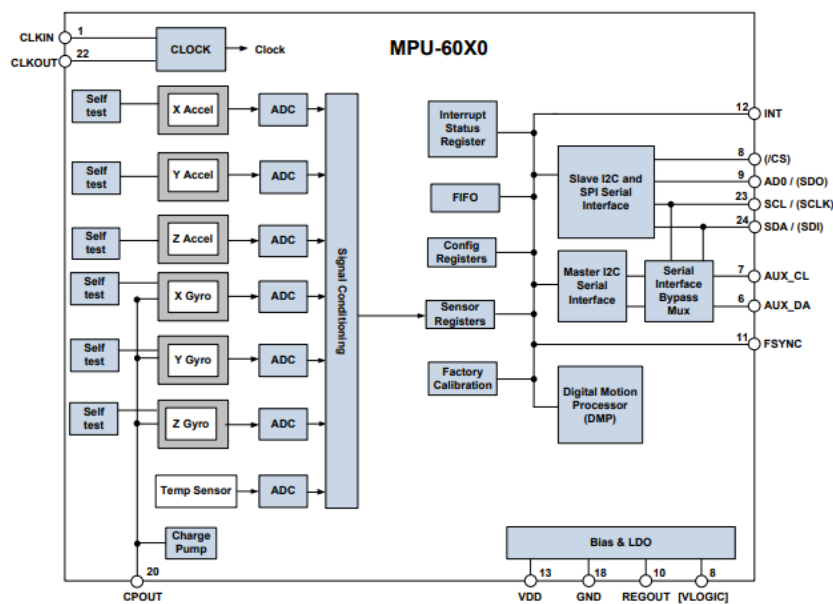 MPU-60X0
CLKIN
1
CLKOUT
22
CLOCK
Clock
Self
test
X Accel
ADC
Self
test
Y Accel
ADC
Self
test
Z Accel
ADC
Self
test
X Gyro
ADC
Self
test
Y Gyro
ADC
Self
test
Z Gyro
ADC
Temp Sensor
ADC
Signal Conditioning
Charge
Pump
20
CPOUT
Interrupt
Status
Register
FIFO
Config
Registers
Sensor
Registers
Factory
Calibration
Slave I2C and
SPI Serial
Interface
Master I2C
Serial
Interface
Serial
Interface
Bypass
Mux
Digital Motion
Processor
(DMP)
12
INT
8
(/CS)
9
AD0 / (SDO)
23
SCL / (SCLK)
24
SDA / (SDI)
7
AUX_CL
6
AUX_DA
11
FSYNC
Bias & LDO
13
18
10
8
VDD
GND
REGOUT
[VLOGIC]